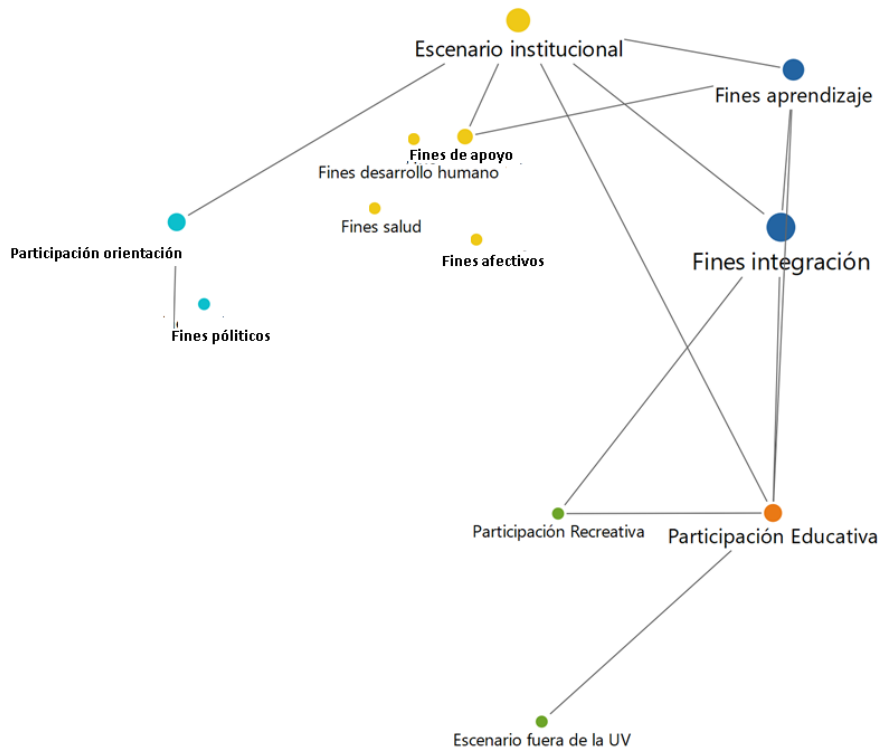 Escenario institucional
Fines aprendizaje
Fines de apoyo
Fines desarrollo humano
Fines salud
Participación orientación
Fines afectivos
Fines integración
Fines póliticos
Participación Recreativa
Participación Educativa
Escenario fuera de la UV